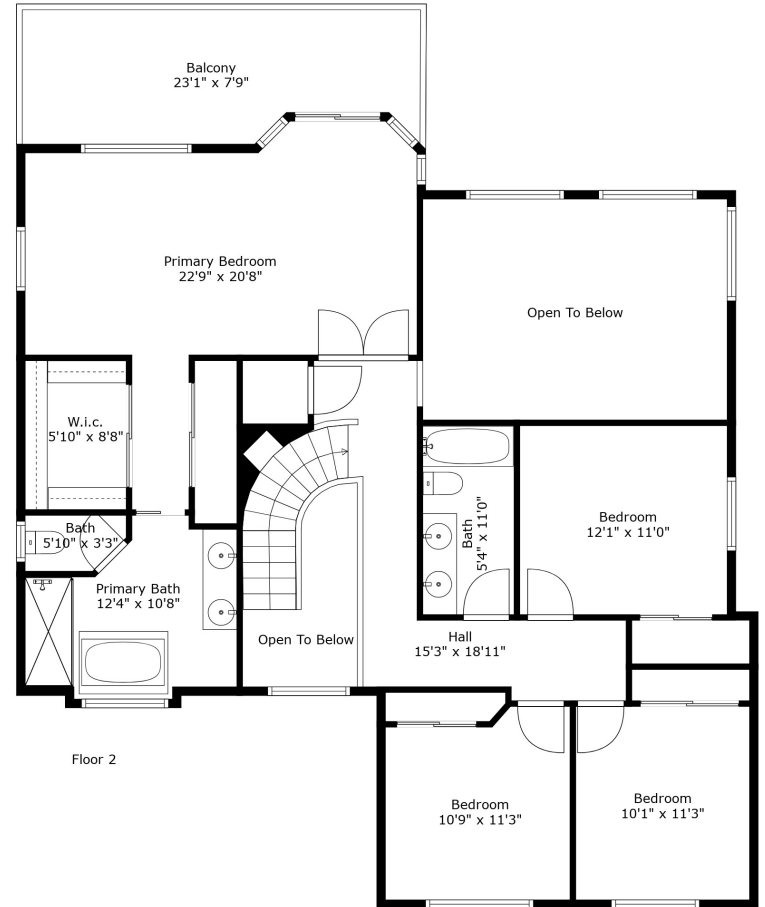 Balcony
23'1" x 7'9"
Primary Bedroom
22'9" x 20'8"
Open To Below
W.i.c.
5'10" x 8'8"
Bath
5'10" x 3'3"
Primary Bath
12'4" x 10'8"
Open To Below
Bath
5'4" x 11'0"
Bedroom
12'1" x 11'0"
Hall
15'3" x 18'11"
Floor 2
Bedroom
10'9" x 11'3"
Bedroom
10'1" x 11'3"